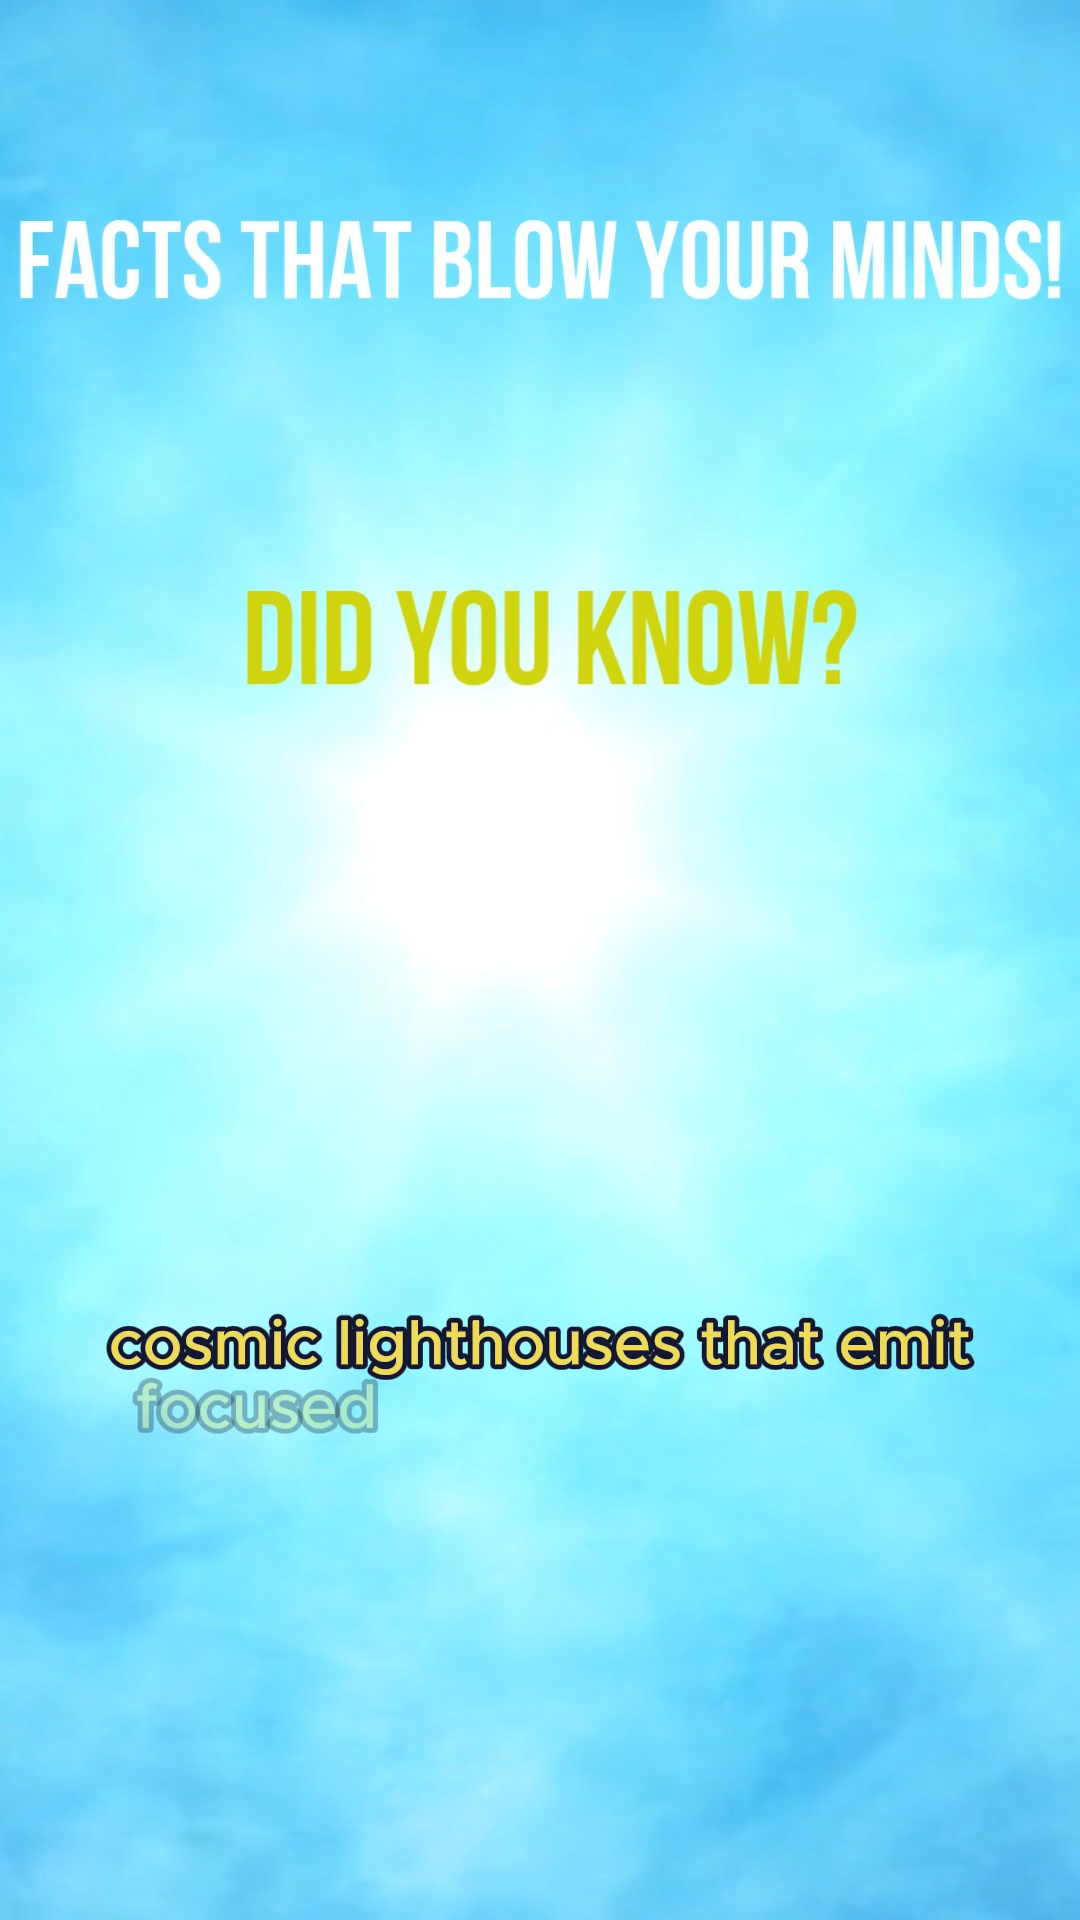 FACTS THAT BLOW YOUR MINDS!
DID YOU KNOW?
cosmic lighthouses that emit
focused